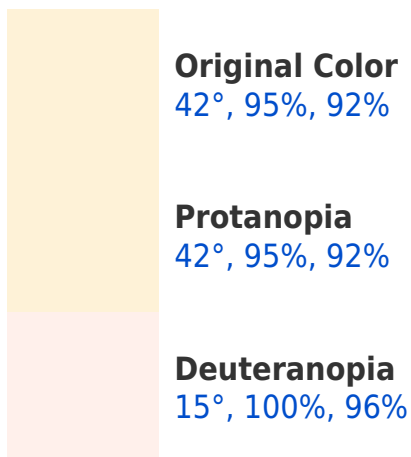 Original Color
42°, 95%, 92%
Protanopia
42°, 95%, 92%
Deuteranopia
15°, 100%, 96%